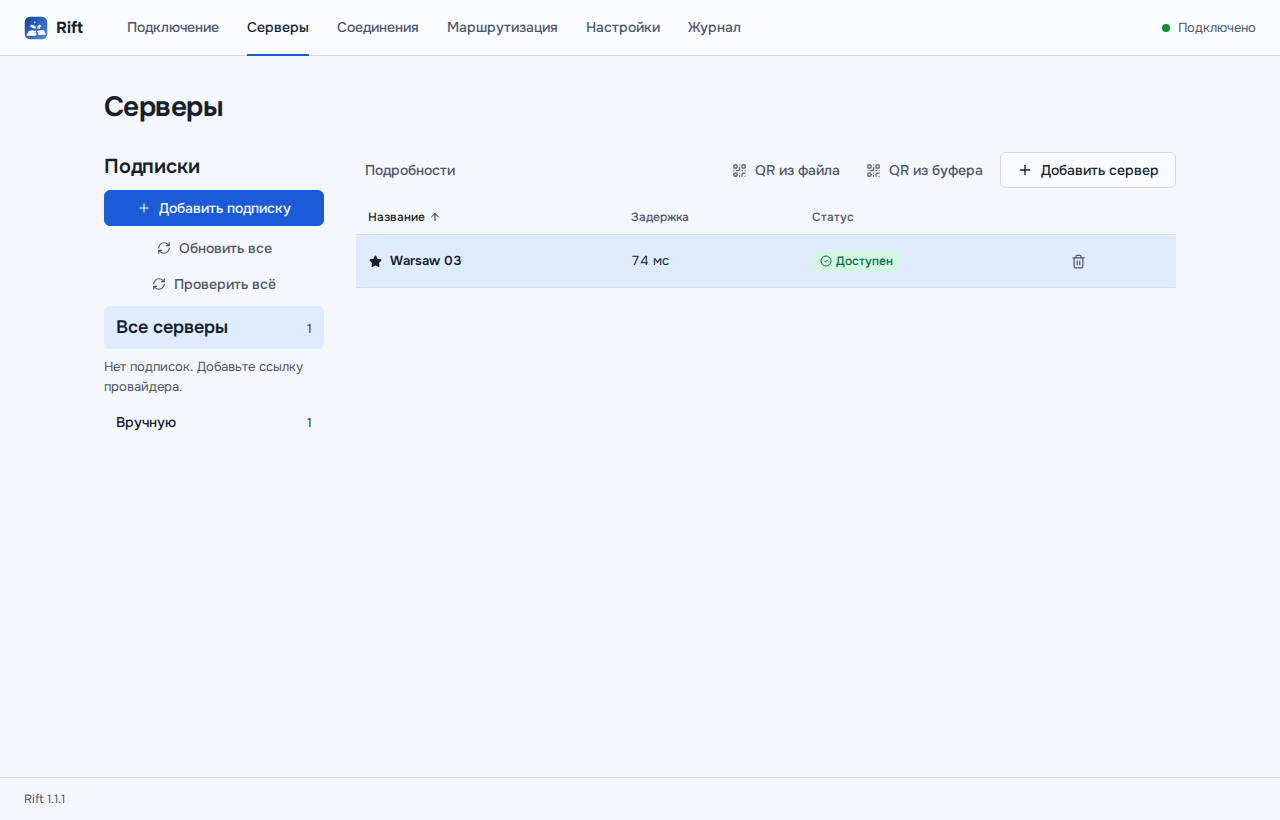 Rift
Подключение
Серверы
Соединения
Маршрутизация
Настройки
Журнал
Подключено
Серверы
Подписки
Добавить подписку
Обновить все
Проверить всё
Все серверы 1
Нет подписок. Добавьте ссылку
провайдера.
Вручную 1
Подробности
QR из файла
QR из буфера
Добавить сервер
Название
Задержка
Статус
Warsaw 03
74 мс
Доступен
Rift 1.1.1